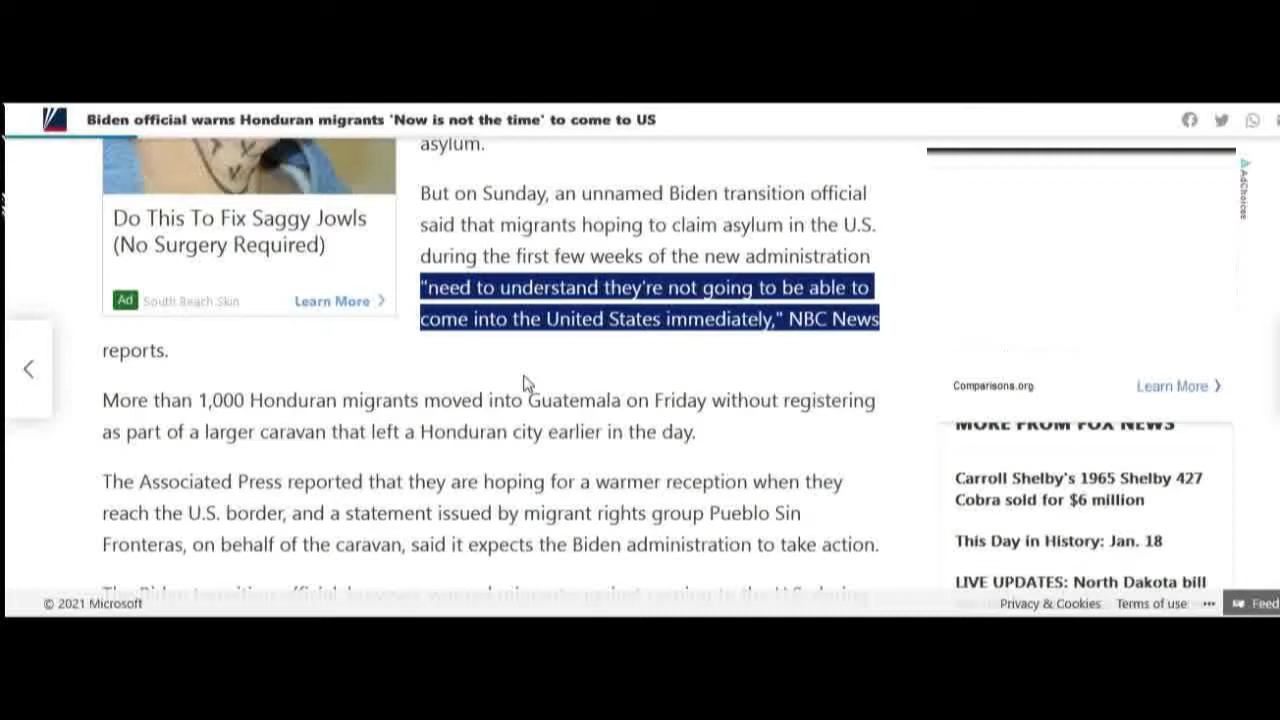 Biden official warns Honduran migrants 'Now is not the time' to come to US
asylum.
But on Sunday, an unnamed Biden transition official
said that migrants hoping to claim asylum in the U.S.
during the first few weeks of the new administration
"need to understand they're not going to be able to
come into the United States immediately," NBC News
reports.
More than 1,000 Honduran migrants moved into Guatemala on Friday without registering
as part of a larger caravan that left a Honduran city earlier in the day.
The Associated Press reported that they are hoping for a warmer reception when they
reach the U.S. border, and a statement issued by migrant rights group Pueblo Sin
Fronteras, on behalf of the caravan, said it expects the Biden administration to take action.
Do This To Fix Saggy Jowls
(No Surgery Required)
Ad South Beach Skin Learn More
AdChoices
Comparisons.org Learn More
MORE FROM FOX NEWS
Carroll Shelby's 1965 Shelby 427
Cobra sold for $6 million
This Day in History: Jan. 18
LIVE UPDATES: North Dakota bill
© 2021 Microsoft
Privacy & Cookies Terms of use ... Feed